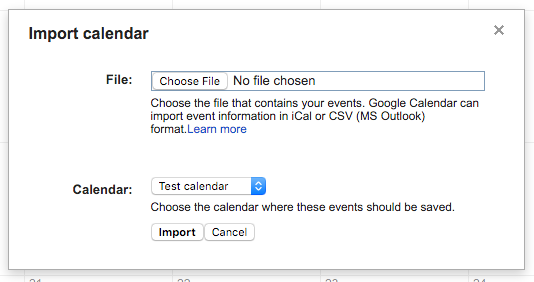 Import calendar ×
File: Choose File No file chosen
Choose the file that contains your events. Google Calendar can
import event information in iCal or CSV (MS Outlook)
format.Learn more
Calendar: Test calendar
Choose the calendar where these events should be saved.
Import Cancel
21 22 23 24